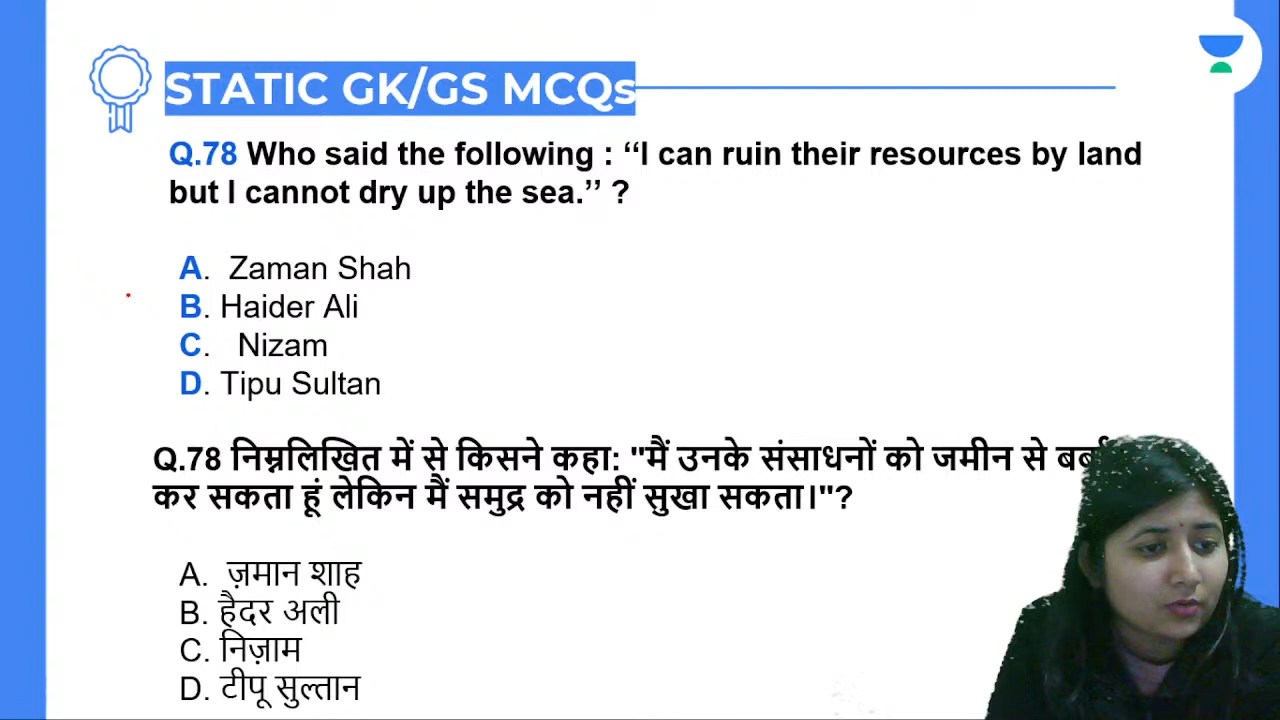 STATIC GK/GS MCQs
Q.78 Who said the following : ‘‘I can ruin their resources by land
but I cannot dry up the sea.’’ ?
A. Zaman Shah
B. Haider Ali
C. Nizam
D. Tipu Sultan
Q.78 निम्नलिखित में से किसने कहा: "मैं उनके संसाधनों को जमीन से
कर सकता हूं लेकिन मैं समुद्र को नहीं सुखा सकता।"?
A. ज़मान शाह
B. हैदर अली
C. निज़ाम
D. टीपू सुल्तान